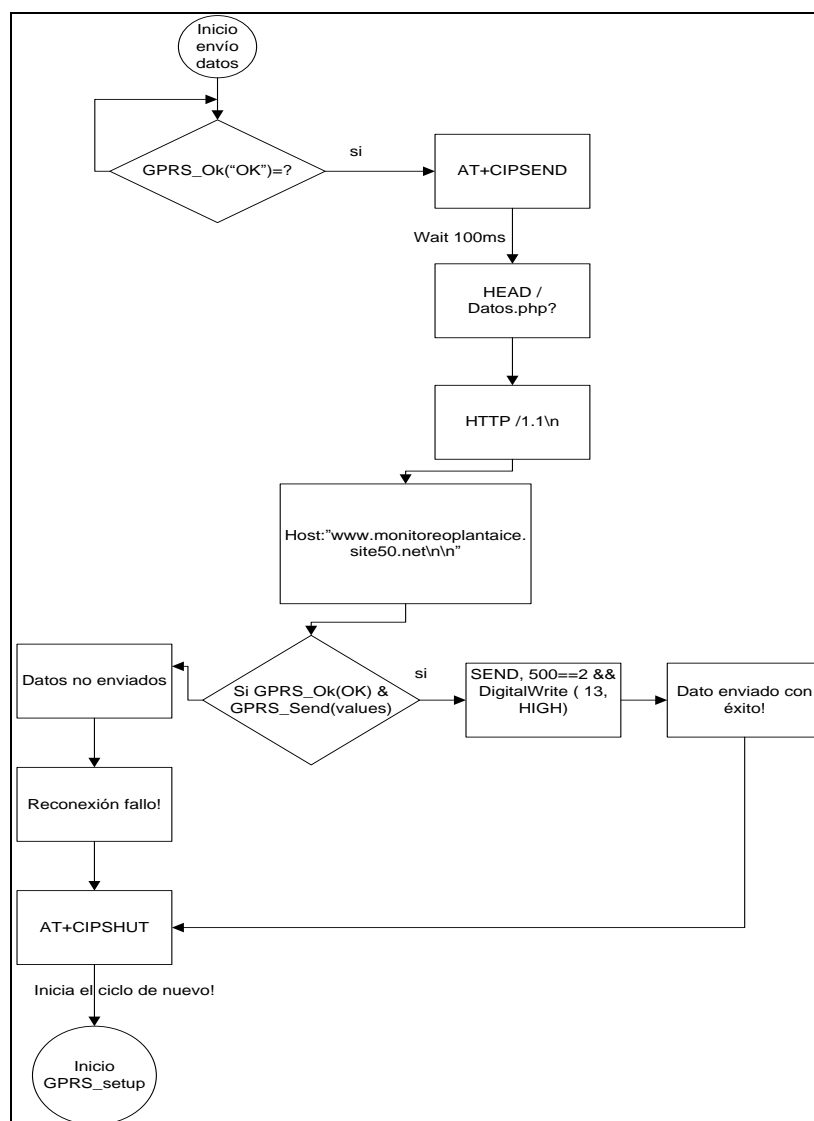 Inicio
envío
datos
GPRS_Ok(“OK”)=?
si
AT+CIPSEND
Wait 100ms
HEAD /
Datos.php?
HTTP /1.1\n
Host:”www.monitoreoplantaice.
site50.net\n\n”
Datos no enviados
Si GPRS_Ok(OK) &
GPRS_Send(values)
si
SEND, 500==2 &&
DigitalWrite ( 13,
HIGH)
Dato enviado con
éxito!
Reconexión fallo!
AT+CIPSHUT
Inicia el ciclo de nuevo!
Inicio
GPRS_setup